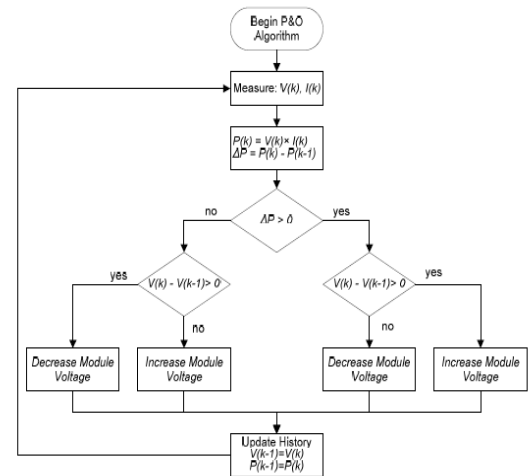 Begin P&O
Algorithm
Measure: V(k), I(k)
P(k) = V(k)× I(k)
ΔP = P(k) - P(k-1)
ΔP > 0
no
yes
V(k) - V(k-1)> 0
yes
no
V(k) - V(k-1)> 0
yes
no
Decrease Module
Voltage
Increase Module
Voltage
Decrease Module
Voltage
Increase Module
Voltage
Update History
V(k-1)=V(k)
P(k-1)=P(k)